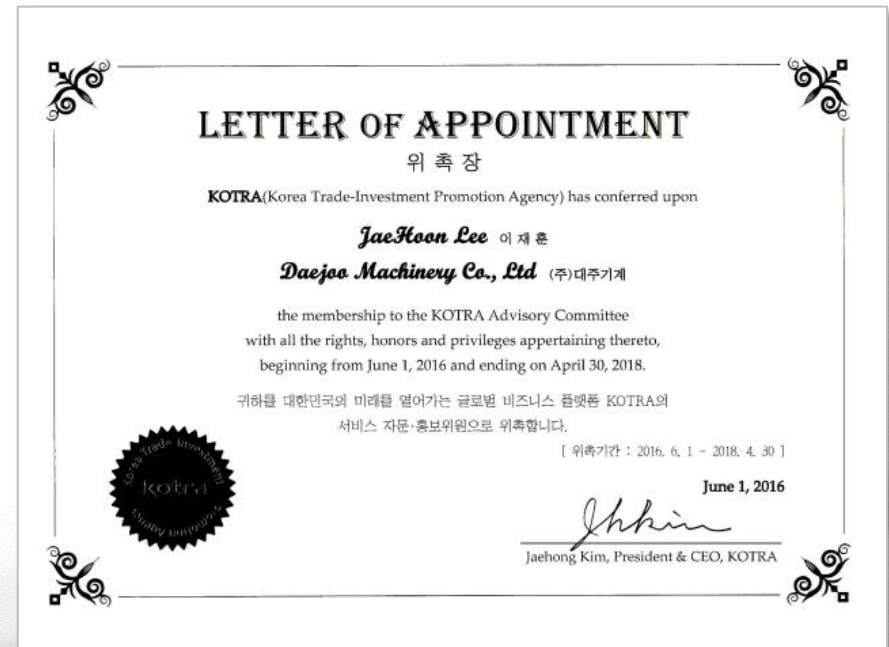 LETTER OF APPOINTMENT
위 촉 장
KOTRA(Korea Trade-Investment Promotion Agency) has conferred upon
JaeHoon Lee 이 재 훈
Daejoo Machinery Co., Ltd (주)대주기계
the membership to the KOTRA Advisory Committee
with all the rights, honors and privileges appertaining thereto,
beginning from June 1, 2016 and ending on April 30, 2018.
귀하를 대한민국의 미래를 열어가는 글로벌 비즈니스 플랫폼 KOTRA의
서비스 자문·홍보위원으로 위촉합니다.
[ 위촉기간 : 2016. 6. 1 - 2018. 4. 30 ]
Korea Trade Investment
kotra
Promotion Agency
June 1, 2016
Jaehong Kim, President & CEO, KOTRA